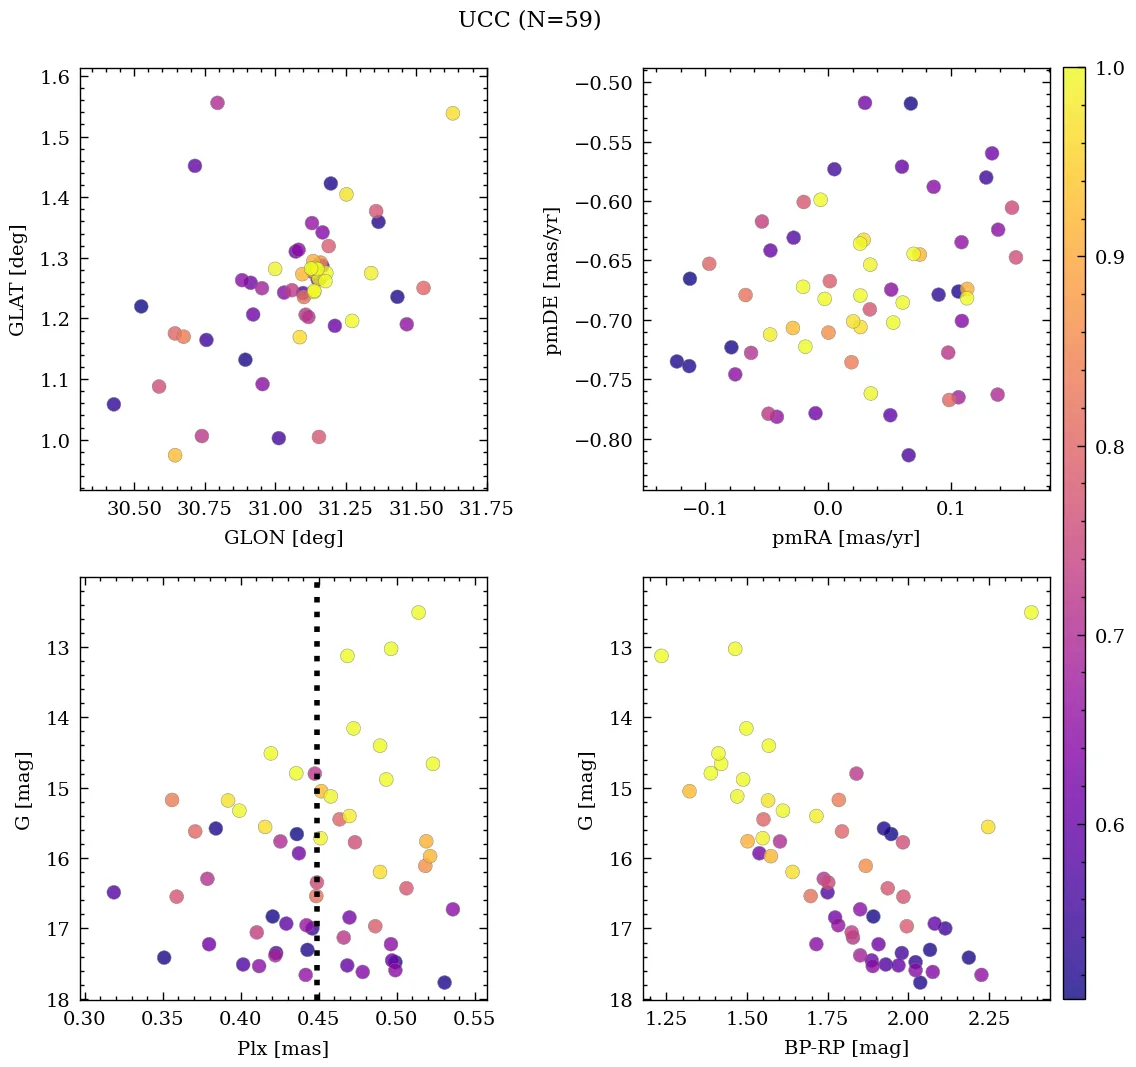 UCC (N=59)
1.6
1.5
1.4
1.3
1.2
1.1
1.0
GLAT [deg]
30.50 30.75 31.00 31.25 31.50 31.75
GLON [deg]
−0.50
−0.55
−0.60
−0.65
−0.70
−0.75
−0.80
pmDE [mas/yr]
−0.1 0.0 0.1
pmRA [mas/yr]
1.0
0.9
0.8
0.7
0.6
13
14
15
16
17
18
G [mag]
0.30 0.35 0.40 0.45 0.50 0.55
Plx [mas]
13
14
15
16
17
18
G [mag]
1.25 1.50 1.75 2.00 2.25
BP-RP [mag]